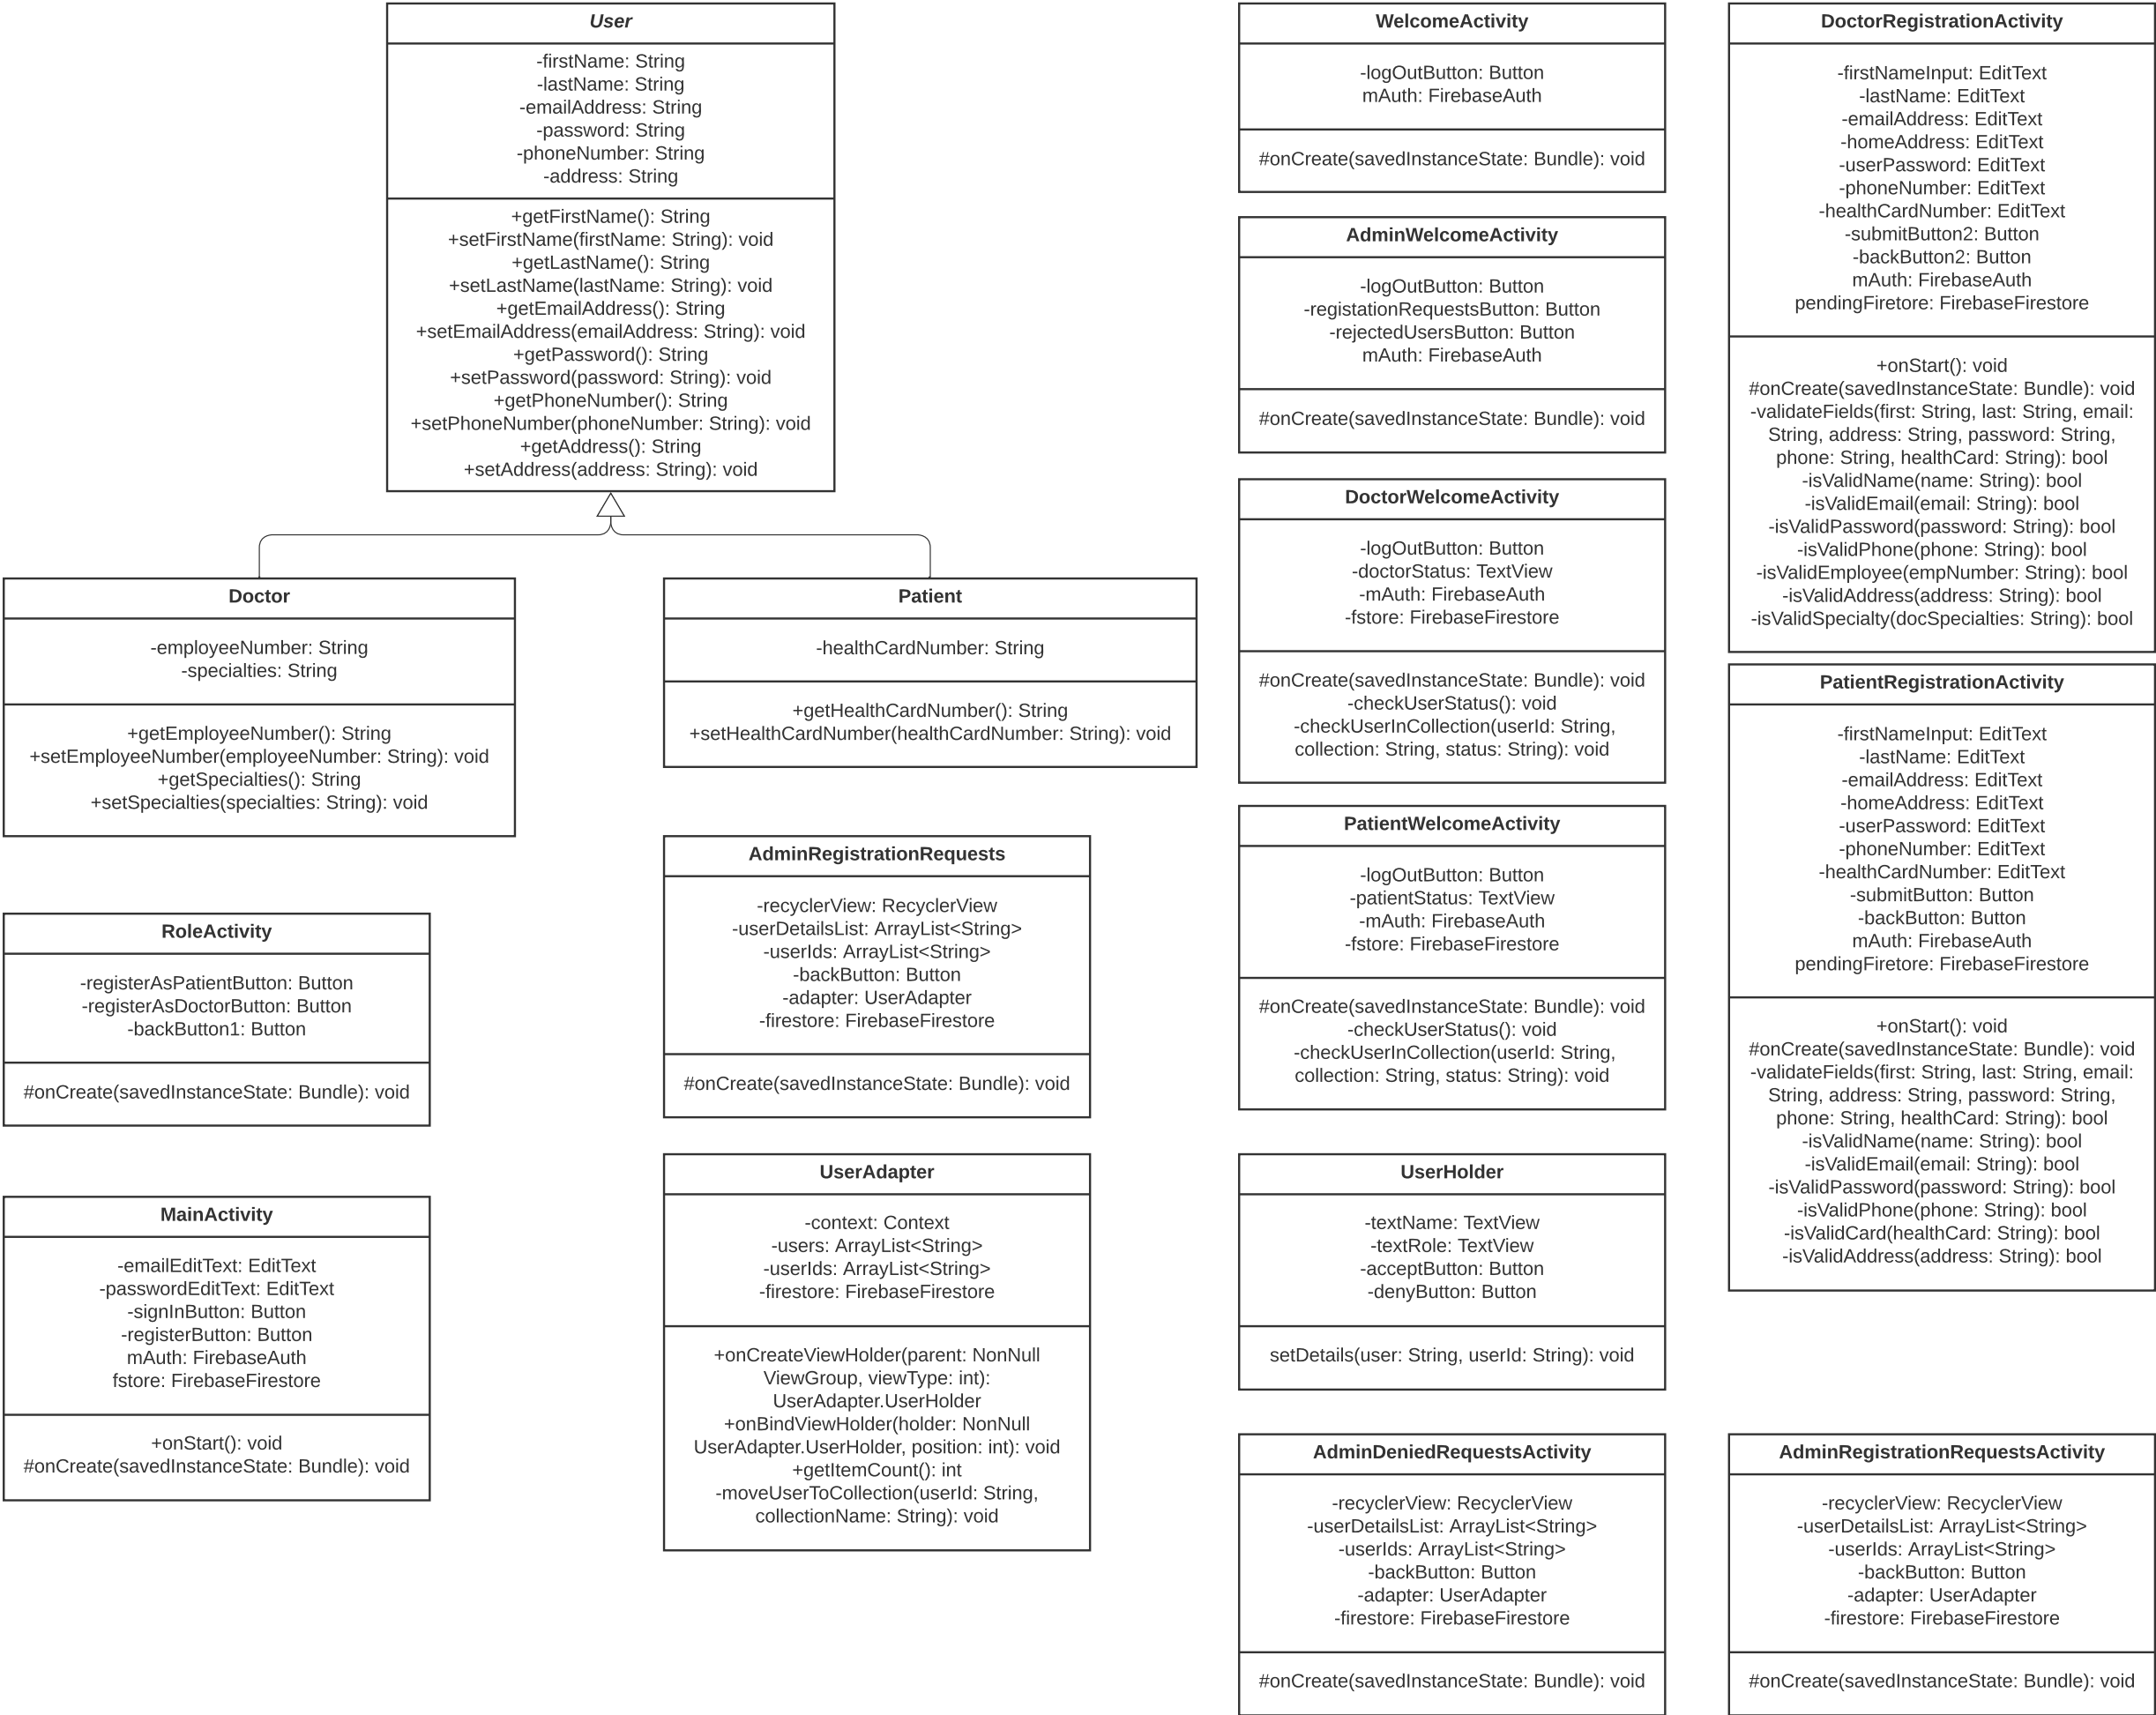 User
-firstName: String
-lastName: String
-emailAddress: String
-password: String
-phoneNumber: String
-address: String
+getFirstName(): String
+setFirstName(firstName: String): void
+getLastName(): String
+setLastName(lastName: String): void
+getEmailAddress(): String
+setEmailAddress(emailAddress: String): void
+getPassword(): String
+setPassword(password: String): void
+getPhoneNumber(): String
+setPhoneNumber(phoneNumber: String): void
+getAddress(): String
+setAddress(address: String): void
Doctor
-employeeNumber: String
-specialties: String
+getEmployeeNumber(): String
+setEmployeeNumber(employeeNumber: String): void
+getSpecialties(): String
+setSpecialties(specialties: String): void
Patient
-healthCardNumber: String
+getHealthCardNumber(): String
+setHealthCardNumber(healthCardNumber: String): void
RoleActivity
-registerAsPatientButton: Button
-registerAsDoctorButton: Button
-backButton1: Button
#onCreate(savedInstanceState: Bundle): void
MainActivity
-emailEditText: EditText
-passwordEditText: EditText
-signInButton: Button
-registerButton: Button
mAuth: FirebaseAuth
fstore: FirebaseFirestore
+onStart(): void
#onCreate(savedInstanceState: Bundle): void
AdminRegistrationRequests
-recyclerView: RecyclerView
-userDetailsList: ArrayList<String>
-userIds: ArrayList<String>
-backButton: Button
-adapter: UserAdapter
-firestore: FirebaseFirestore
#onCreate(savedInstanceState: Bundle): void
UserAdapter
-context: Context
-users: ArrayList<String>
-userIds: ArrayList<String>
-firestore: FirebaseFirestore
+onCreateViewHolder(parent: NonNull
ViewGroup, viewType: int):
UserAdapter.UserHolder
+onBindViewHolder(holder: NonNull
UserAdapter.UserHolder, position: int): void
+getItemCount(): int
-moveUserToCollection(userId: String,
collectionName: String): void
WelcomeActivity
-logOutButton: Button
mAuth: FirebaseAuth
#onCreate(savedInstanceState: Bundle): void
AdminWelcomeActivity
-logOutButton: Button
-registationRequestsButton: Button
-rejectedUsersButton: Button
mAuth: FirebaseAuth
#onCreate(savedInstanceState: Bundle): void
DoctorWelcomeActivity
-logOutButton: Button
-doctorStatus: TextView
-mAuth: FirebaseAuth
-fstore: FirebaseFirestore
#onCreate(savedInstanceState: Bundle): void
-checkUserStatus(): void
-checkUserInCollection(userId: String,
collection: String, status: String): void
PatientWelcomeActivity
-logOutButton: Button
-patientStatus: TextView
-mAuth: FirebaseAuth
-fstore: FirebaseFirestore
#onCreate(savedInstanceState: Bundle): void
-checkUserStatus(): void
-checkUserInCollection(userId: String,
collection: String, status: String): void
UserHolder
-textName: TextView
-textRole: TextView
-acceptButton: Button
-denyButton: Button
setDetails(user: String, userId: String): void
AdminDeniedRequestsActivity
-recyclerView: RecyclerView
-userDetailsList: ArrayList<String>
-userIds: ArrayList<String>
-backButton: Button
-adapter: UserAdapter
-firestore: FirebaseFirestore
#onCreate(savedInstanceState: Bundle): void
DoctorRegistrationActivity
-firstNameInput: EditText
-lastName: EditText
-emailAddress: EditText
-homeAddress: EditText
-userPassword: EditText
-phoneNumber: EditText
-healthCardNumber: EditText
-submitButton2: Button
-backButton2: Button
mAuth: FirebaseAuth
pendingFiretore: FirebaseFirestore
+onStart(): void
#onCreate(savedInstanceState: Bundle): void
-validateFields(first: String, last: String, email:
String, address: String, password: String,
phone: String, healthCard: String): bool
-isValidName(name: String): bool
-isValidEmail(email: String): bool
-isValidPassword(password: String): bool
-isValidPhone(phone: String): bool
-isValidEmployee(empNumber: String): bool
-isValidAddress(address: String): bool
-isValidSpecialty(docSpecialties: String): bool
PatientRegistrationActivity
-firstNameInput: EditText
-lastName: EditText
-emailAddress: EditText
-homeAddress: EditText
-userPassword: EditText
-phoneNumber: EditText
-healthCardNumber: EditText
-submitButton: Button
-backButton: Button
mAuth: FirebaseAuth
pendingFiretore: FirebaseFirestore
+onStart(): void
#onCreate(savedInstanceState: Bundle): void
-validateFields(first: String, last: String, email:
String, address: String, password: String,
phone: String, healthCard: String): bool
-isValidName(name: String): bool
-isValidEmail(email: String): bool
-isValidPassword(password: String): bool
-isValidPhone(phone: String): bool
-isValidCard(healthCard: String): bool
-isValidAddress(address: String): bool
AdminRegistrationRequestsActivity
-recyclerView: RecyclerView
-userDetailsList: ArrayList<String>
-userIds: ArrayList<String>
-backButton: Button
-adapter: UserAdapter
-firestore: FirebaseFirestore
#onCreate(savedInstanceState: Bundle): void